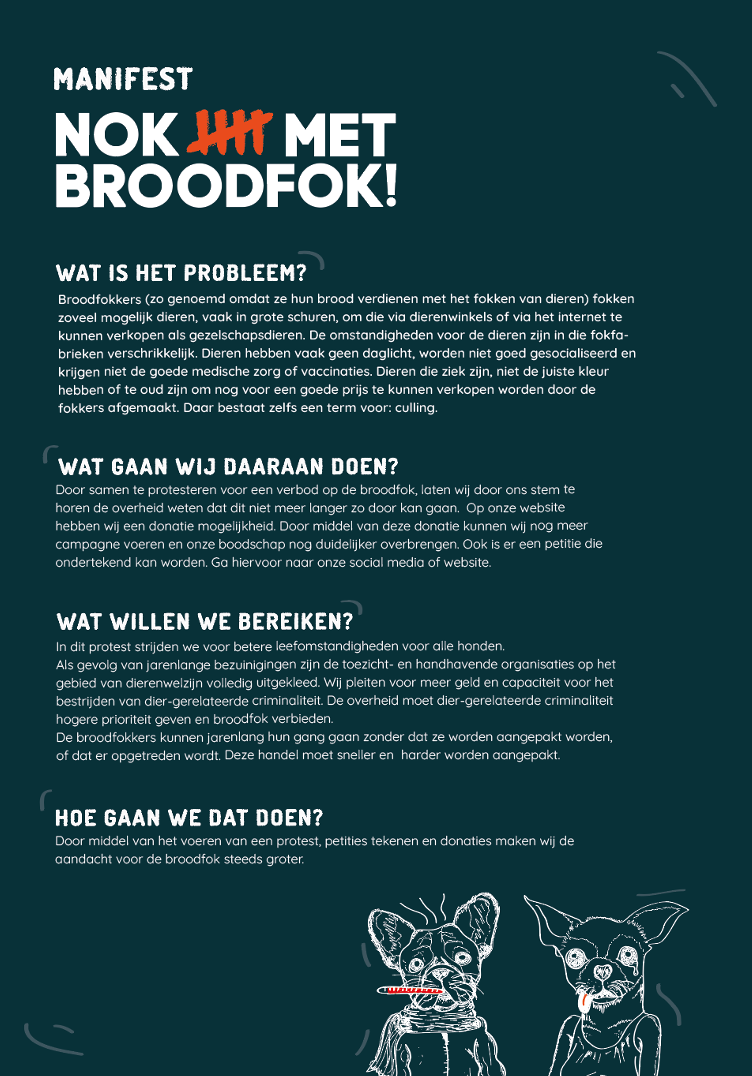 MANIFEST
NOK MET
BROODFOK!
WAT IS HET PROBLEEM?
Broodfokkers (zo genoemd omdat ze hun brood verdienen met het fokken van dieren) fokken
zoveel mogelijk dieren, vaak in grote schuren, om die via dierenwinkels of via het internet te
kunnen verkopen als gezelschapsdieren. De omstandigheden voor de dieren zijn in die fokfa-
brieken verschrikkelijk. Dieren hebben vaak geen daglicht, worden niet goed gesocialiseerd en
krijgen niet de goede medische zorg of vaccinaties. Dieren die ziek zijn, niet de juiste kleur
hebben of te oud zijn om nog voor een goede prijs te kunnen verkopen worden door de
fokkers afgemaakt. Daar bestaat zelfs een term voor: culling.
WAT GAAN WIJ DAARAAN DOEN?
Door samen te protesteren voor een verbod op de broodfok, laten wij door ons stem te
horen de overheid weten dat dit niet meer langer zo door kan gaan. Op onze website
hebben wij een donatie mogelijkheid. Door middel van deze donatie kunnen wij nog meer
campagne voeren en onze boodschap nog duidelijker overbrengen. Ook is er een petitie die
ondertekend kan worden. Ga hiervoor naar onze social media of website.
WAT WILLEN WE BEREIKEN?
In dit protest strijden we voor betere leefomstandigheden voor alle honden.
Als gevolg van jarenlange bezuinigingen zijn de toezicht- en handhavende organisaties op het
gebied van dierenwelzijn volledig uitgekleed. Wij pleiten voor meer geld en capaciteit voor het
bestrijden van dier-gerelateerde criminaliteit. De overheid moet dier-gerelateerde criminaliteit
hogere prioriteit geven en broodfok verbieden.
De broodfokkers kunnen jarenlang hun gang gaan zonder dat ze worden aangepakt worden,
of dat er opgetreden wordt. Deze handel moet sneller en harder worden aangepakt.
HOE GAAN WE DAT DOEN?
Door middel van het voeren van een protest, petities tekenen en donaties maken wij de
aandacht voor de broodfok steeds groter.